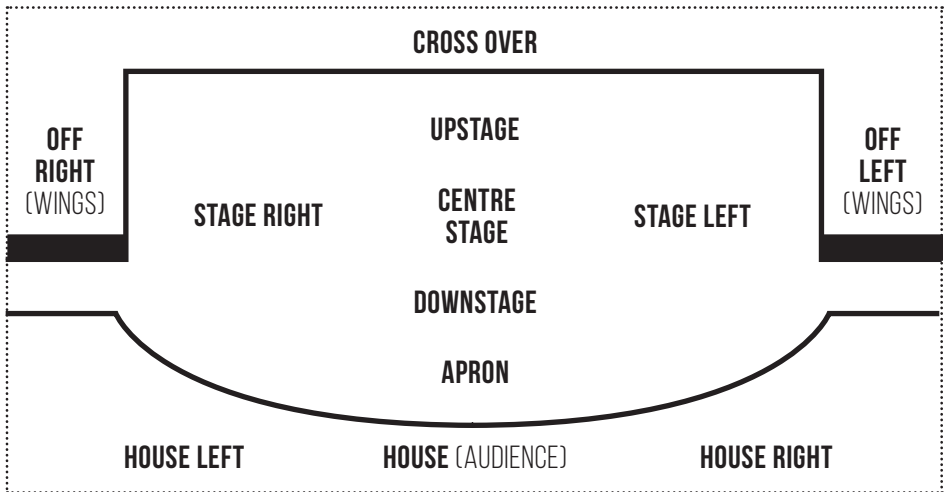 CROSS OVER
UPSTAGE
OFF
RIGHT
(WINGS)
OFF
LEFT
(WINGS)
STAGE RIGHT
CENTRE
STAGE
STAGE LEFT
DOWNSTAGE
APRON
HOUSE LEFT
HOUSE (AUDIENCE)
HOUSE RIGHT